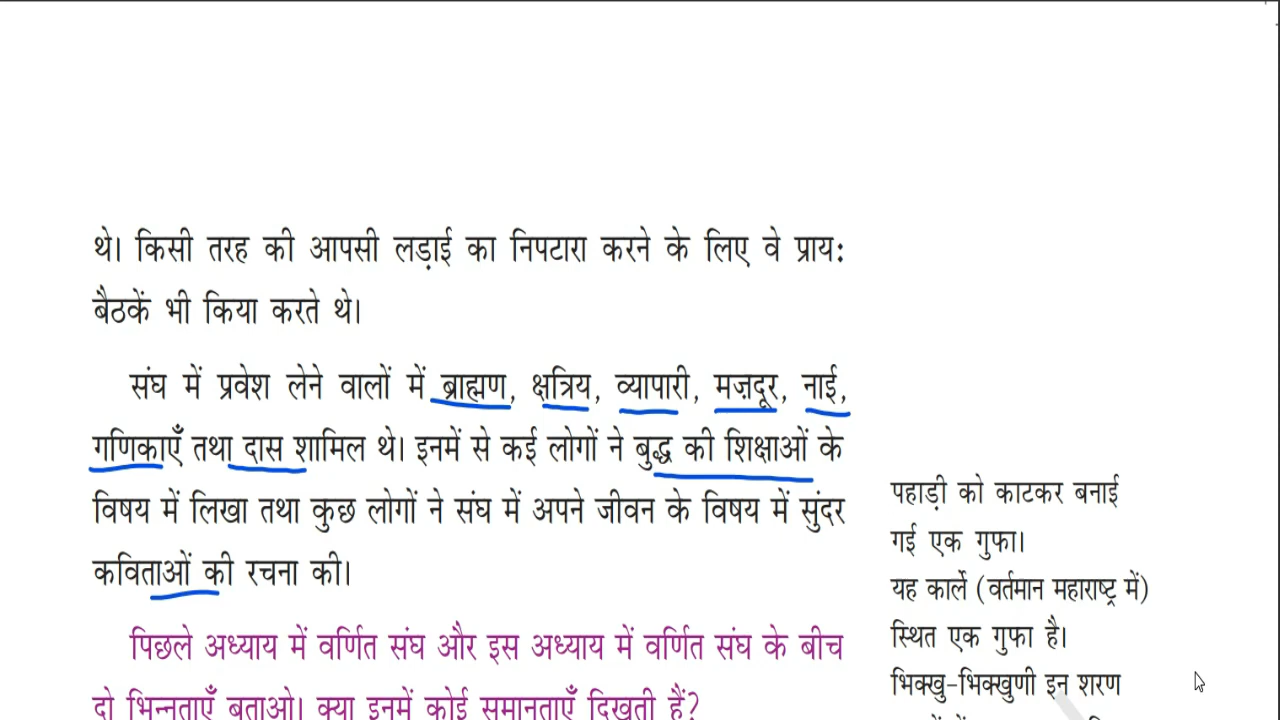 थे। किसी तरह की आपसी लड़ाई का निपटारा करने के लिए वे प्रायः
बैठकें भी किया करते थे।
संघ में प्रवेश लेने वालों में ब्राह्मण, क्षत्रिय, व्यापारी, मज़दूर, नाई,
गणिकाएँ तथा दास शामिल थे। इनमें से कई लोगों ने बुद्ध की शिक्षाओं के
विषय में लिखा तथा कुछ लोगों ने संघ में अपने जीवन के विषय में सुंदर
कविताओं की रचना की।
पिछले अध्याय में वर्णित संघ और इस अध्याय में वर्णित संघ के बीच
दो भिन्नताएँ बताओ। क्या इनमें कोई समानताएँ दिखती हैं?
पहाड़ी को काटकर बनाई
गई एक गुफा।
यह कार्ले (वर्तमान महाराष्ट्र में)
स्थित एक गुफा है।
भिक्खु-भिक्खुणी इन शरण